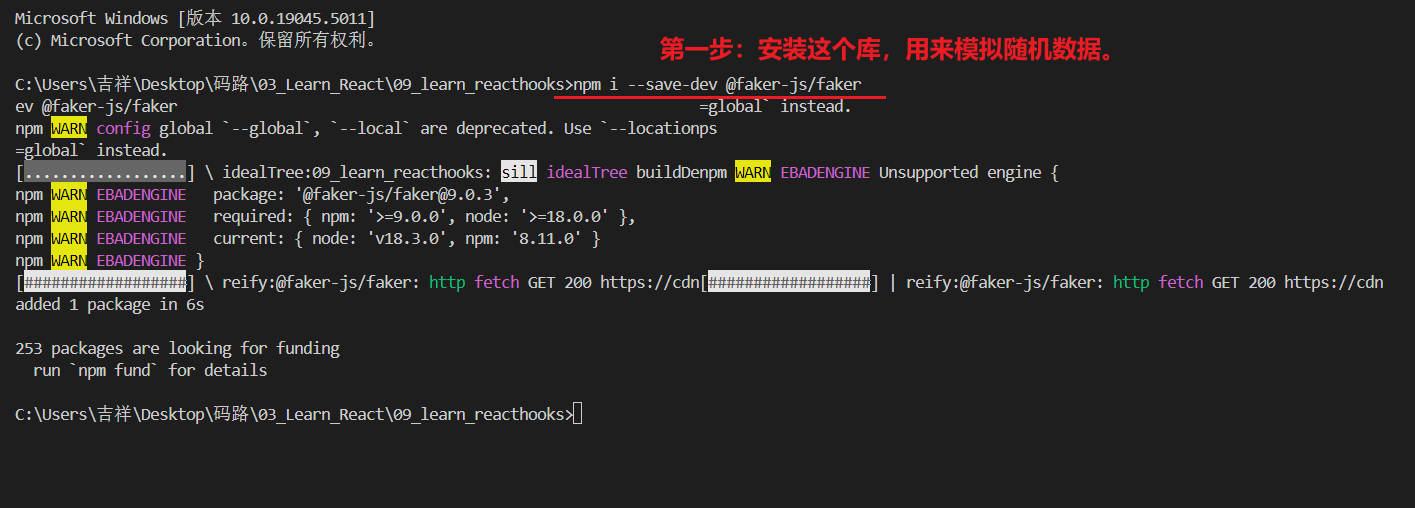 Microsoft Windows [版本 10.0.19045.5011]
(c) Microsoft Corporation。保留所有权利。
第一步：安装这个库，用来模拟随机数据。
C:\Users\吉祥\Desktop\码路\03_Learn_React\09_learn_reacthooks>npm i --save-dev @faker-js/faker
ev @faker-js/faker =global` instead.
npm WARN config global `--global`, `--local` are deprecated. Use `--locationps
=global` instead.
[..................] \ idealTree:09_learn_reacthooks: sill idealTree buildDenpm WARN EBADENGINE Unsupported engine {
npm WARN EBADENGINE   package: '@faker-js/faker@9.0.3',
npm WARN EBADENGINE   required: { npm: '>=9.0.0', node: '>=18.0.0' },
npm WARN EBADENGINE   current: { node: 'v18.3.0', npm: '8.11.0' }
npm WARN EBADENGINE }
[##################] \ reify:@faker-js/faker: http fetch GET 200 https://cdn[##################] | reify:@faker-js/faker: http fetch GET 200 https://cdn
added 1 package in 6s
253 packages are looking for funding
  run `npm fund` for details
C:\Users\吉祥\Desktop\码路\03_Learn_React\09_learn_reacthooks>